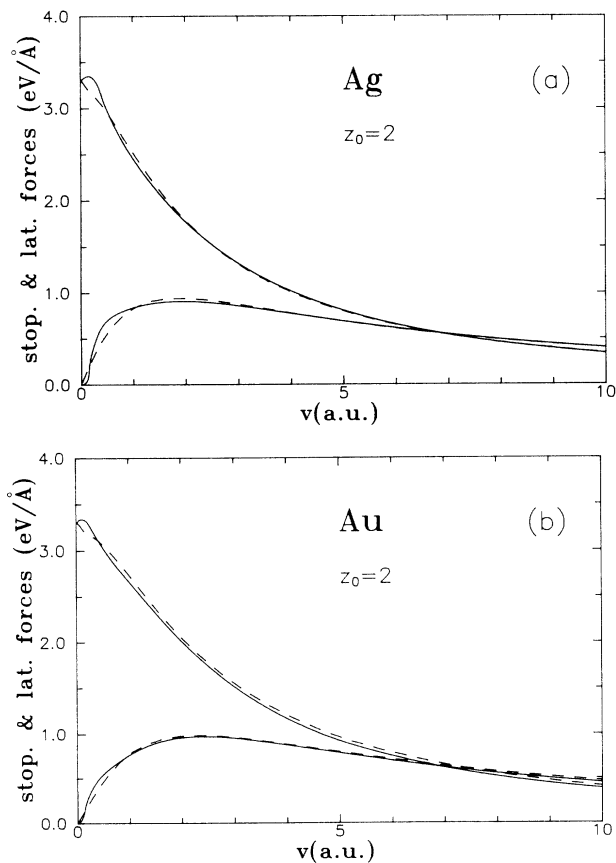 4.0
3.0
2.0
1.0
0.0
stop. & lat. forces (eV/Å)
Ag
(a)
z₀=2
0
5
10
v(a.u.)
4.0
3.0
2.0
1.0
0.0
stop. & lat. forces (eV/Å)
Au
(b)
z₀=2
0
5
10
v(a.u.)